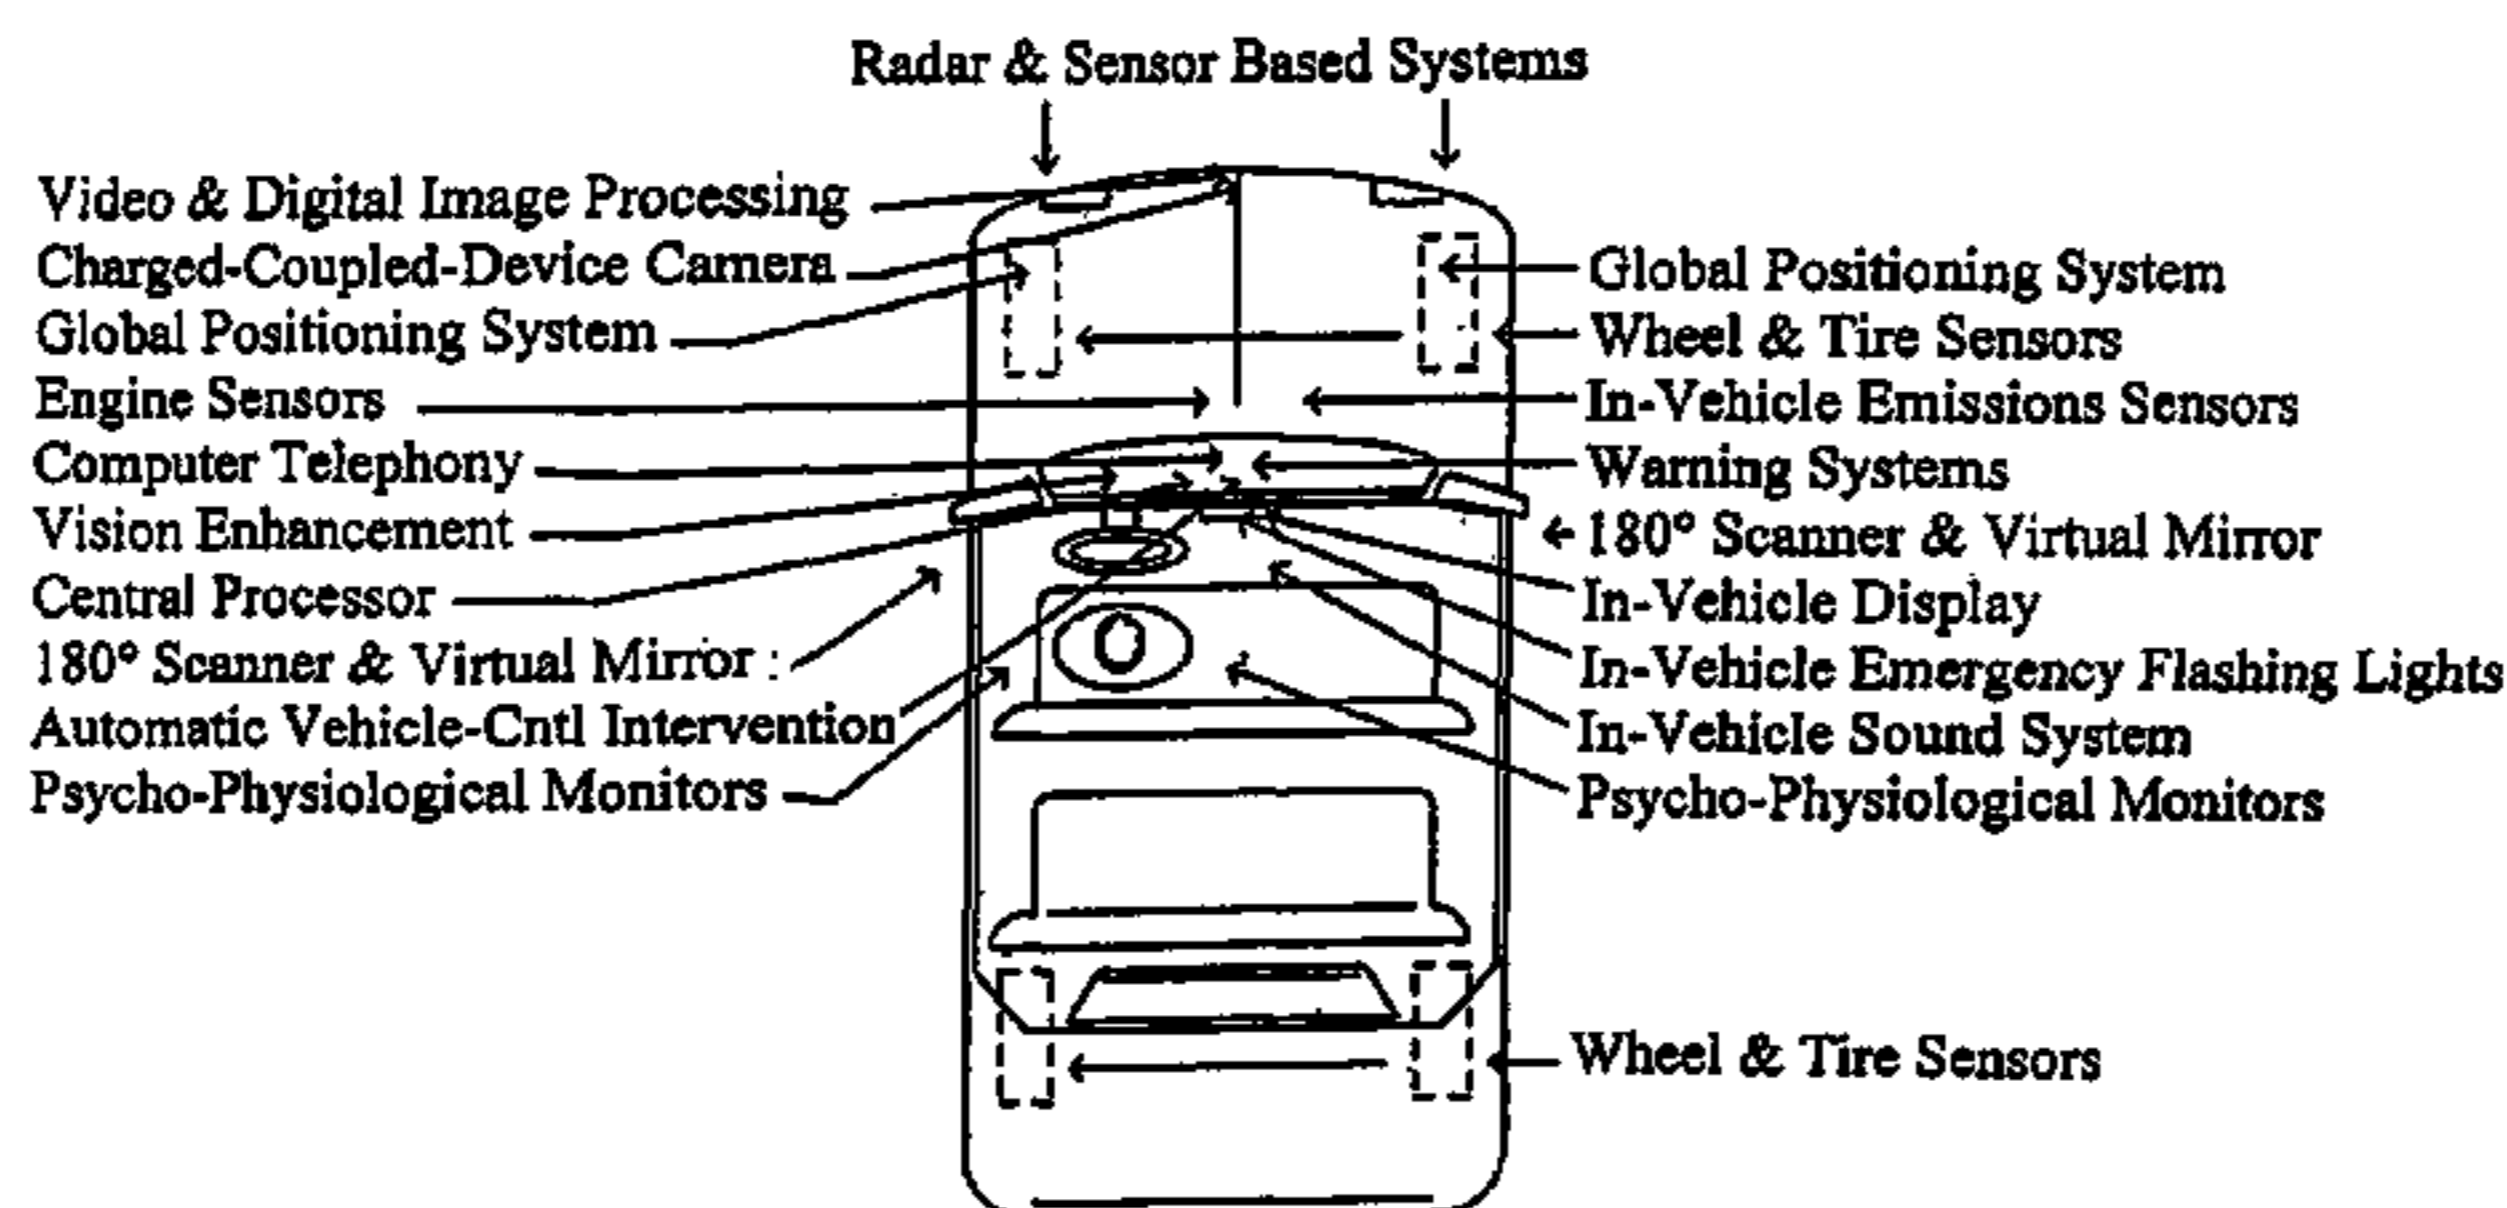 Radar & Sensor Based Systems
Video & Digital Image Processing
Charged-Coupled-Device Camera
Global Positioning System
Engine Sensors
Computer Telephony
Vision Enhancement
Central Processor
180° Scanner & Virtual Mirror :
Automatic Vehicle-Cntl Intervention
Psycho-Physiological Monitors
Global Positioning System
Wheel & Tire Sensors
In-Vehicle Emissions Sensors
Warning Systems
180° Scanner & Virtual Mirror
In-Vehicle Display
In-Vehicle Emergency Flashing Lights
In-Vehicle Sound System
Psycho-Physiological Monitors
Wheel & Tire Sensors